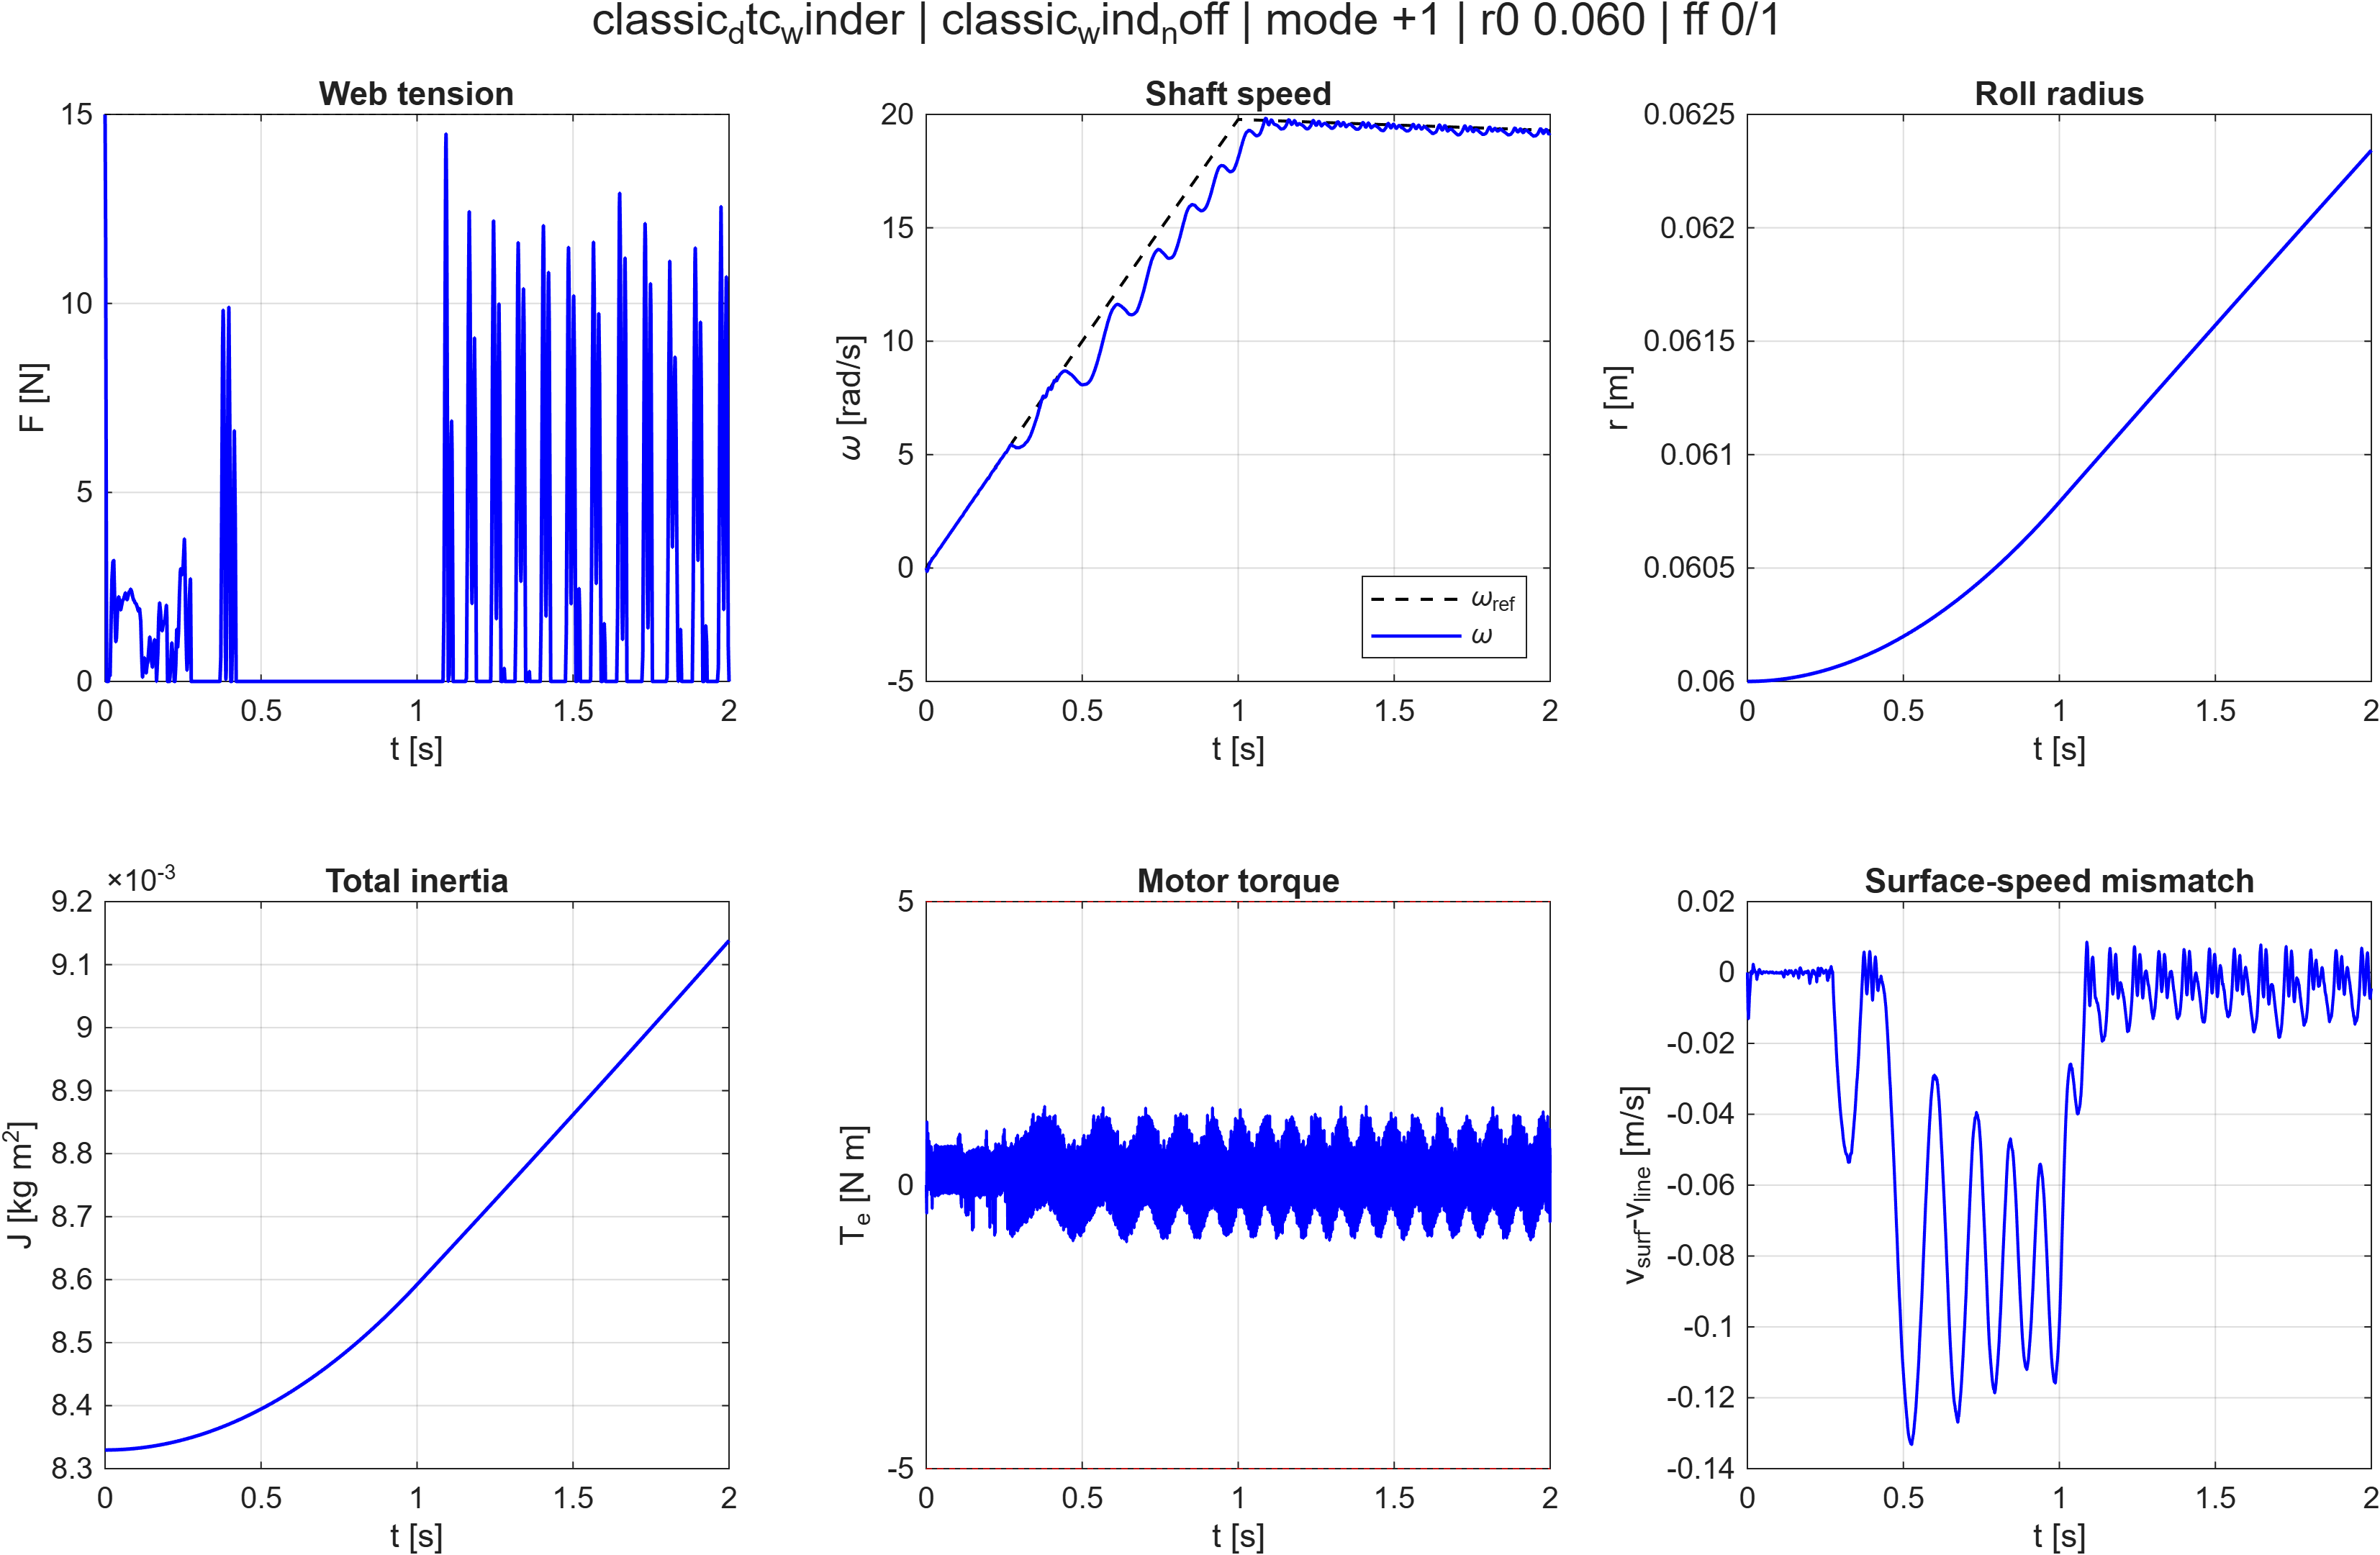 classic_dtc_winder | classic_wind_noff | mode +1 | r0 0.060 | ff 0/1
Web tension
15
10
5
0
F [N]
0 0.5 1 1.5 2
t [s]
Shaft speed
20
15
10
5
0
-5
ω [rad/s]
ω_ref
ω
0 0.5 1 1.5 2
t [s]
Roll radius
0.0625
0.062
0.0615
0.061
0.0605
0.06
r [m]
0 0.5 1 1.5 2
t [s]
Total inertia
×10^-3
9.2
9.1
9
8.9
8.8
8.7
8.6
8.5
8.4
8.3
J [kg m²]
0 0.5 1 1.5 2
t [s]
Motor torque
5
0
-5
T_e [N m]
0 0.5 1 1.5 2
t [s]
Surface-speed mismatch
0.02
0
-0.02
-0.04
-0.06
-0.08
-0.1
-0.12
-0.14
v_surf-v_line [m/s]
0 0.5 1 1.5 2
t [s]